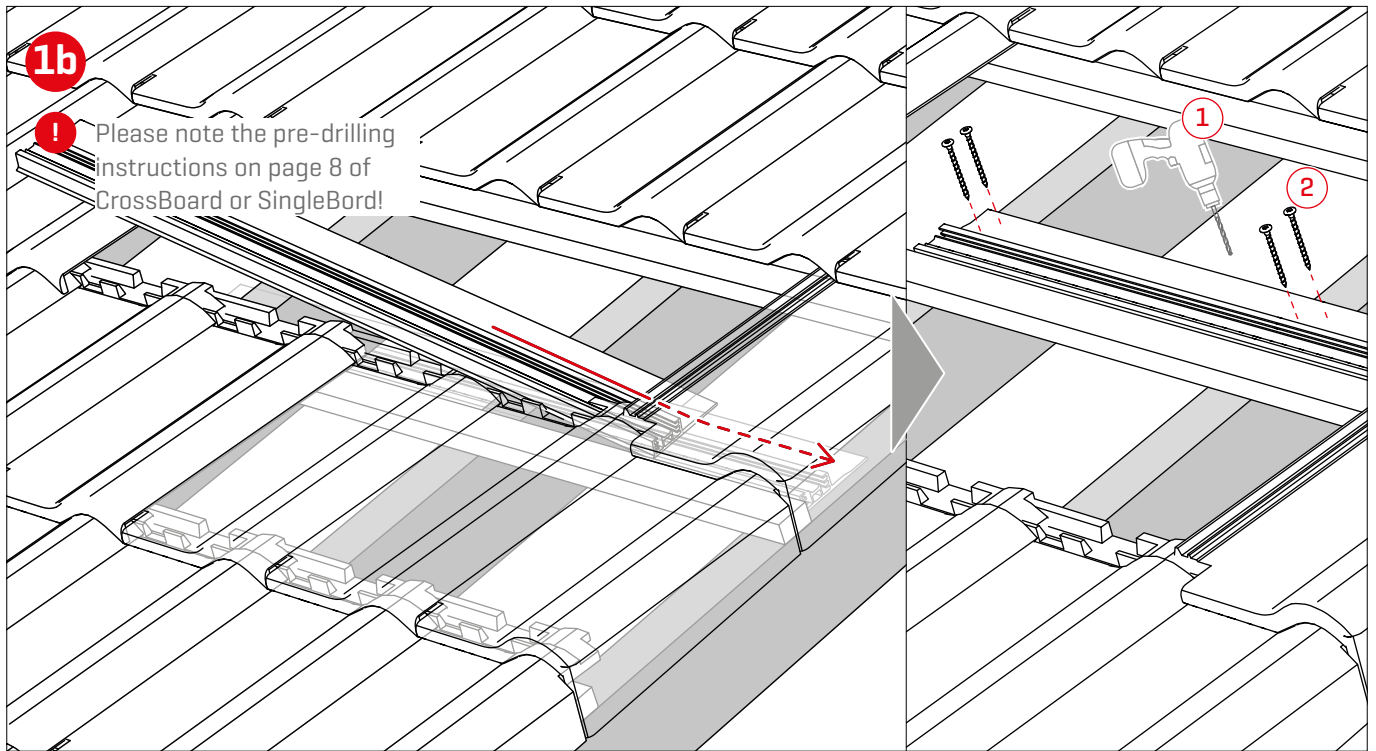 1b
! Please note the pre-drilling
instructions on page 8 of
CrossBoard or SingleBord!
1
2